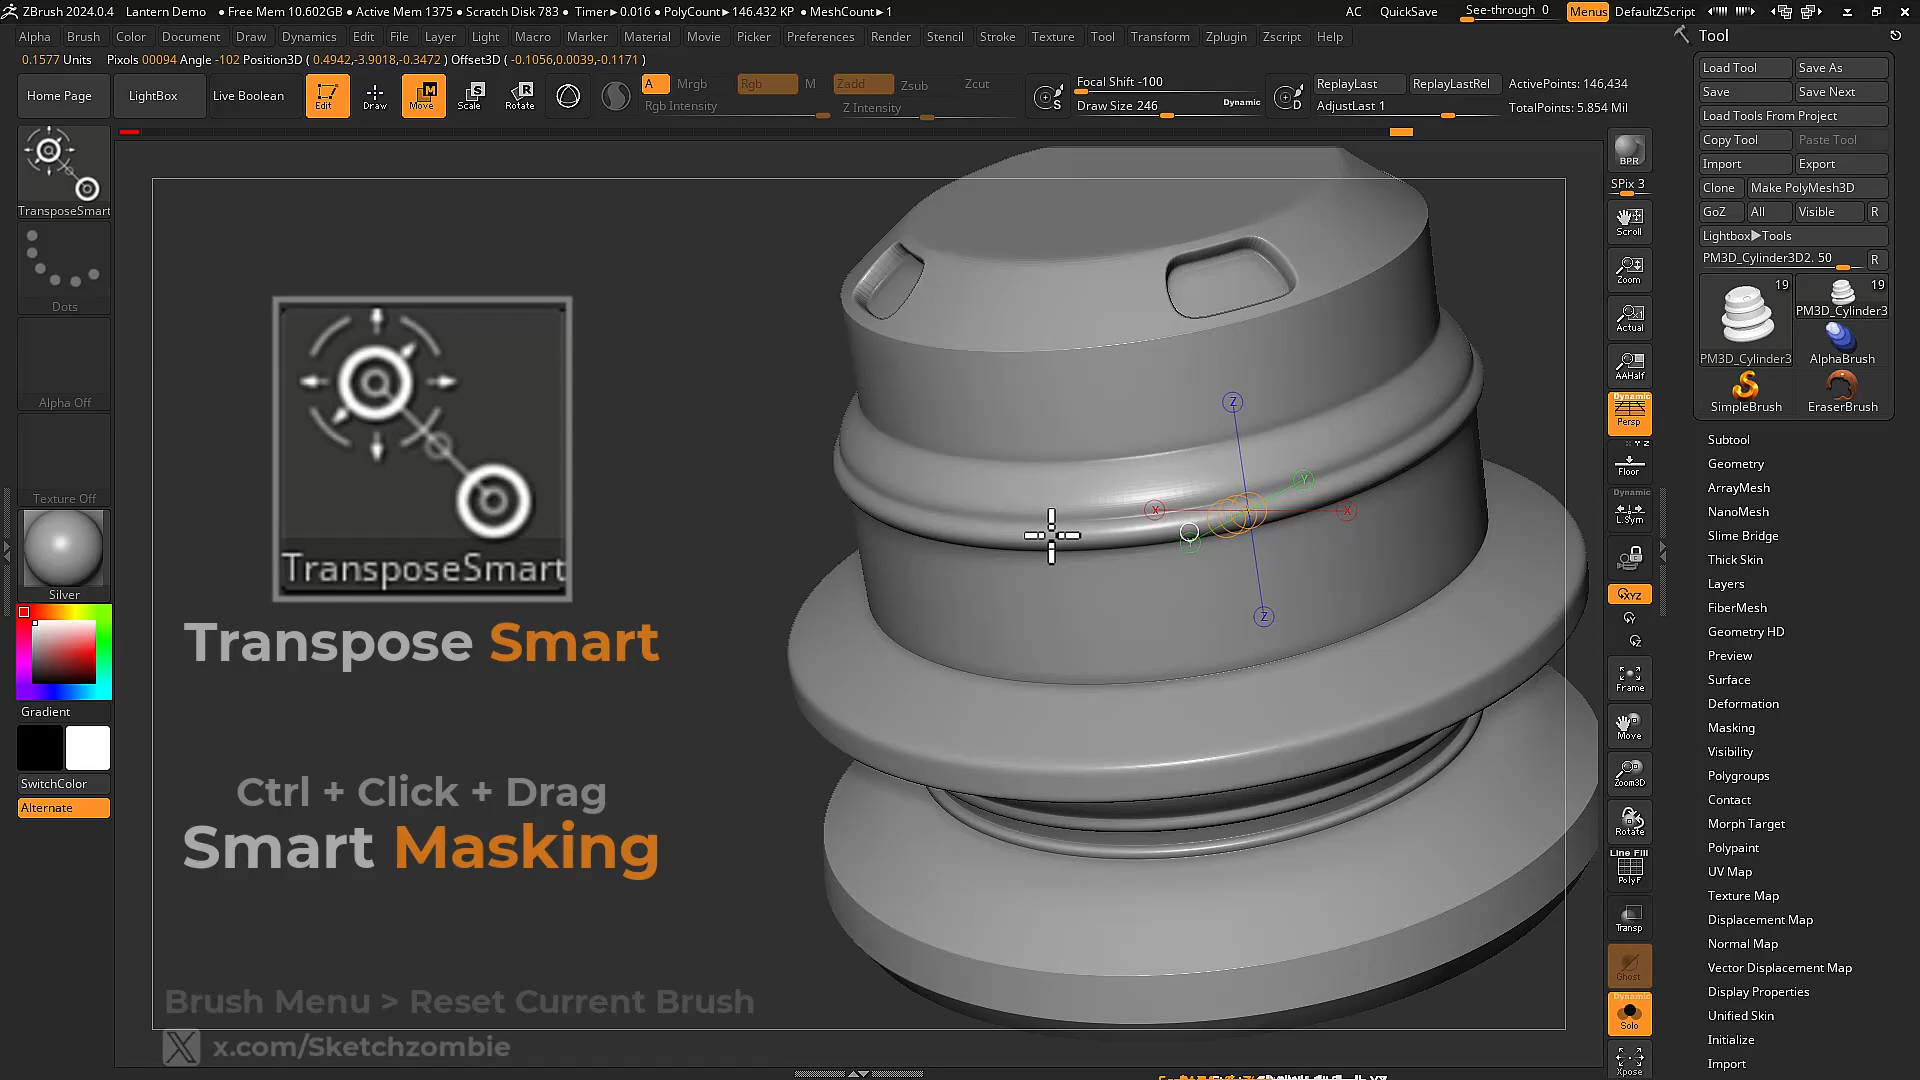 ZBrush 2024.0.4 Lantern Demo • Free Mem 10.602GB • Active Mem 1375 • Scratch Disk 783 • Timer▸0.016 • PolyCount▸146.432 KP • MeshCount▸1 AC QuickSave See-through 0 Menus DefaultZScript
Alpha Brush Color Document Draw Dynamics Edit File Layer Light Macro Marker Material Movie Picker Preferences Render Stencil Stroke Texture Tool Transform Zplugin Zscript Help
0.1577 Units Pixols 00094 Angle -102 Position3D ( 0.4942,-3.9018,-0.3472 ) Offset3D ( -0.1056,0.0039,-0.1171 )
Home Page LightBox Live Boolean Edit Draw Move Scale Rotate
A Mrgb Rgb M Zadd Zsub Zcut
Rgb Intensity Z Intensity
Focal Shift -100
Draw Size 246 Dynamic
ReplayLast ReplayLastRel ActivePoints: 146,434
AdjustLast 1 TotalPoints: 5.854 Mil
TransposeSmart
Dots
Alpha Off
Texture Off
Silver
Gradient
SwitchColor
Alternate
TransposeSmart
Transpose Smart
Ctrl + Click + Drag
Smart Masking
Brush Menu > Reset Current Brush
x.com/Sketchzombie
Z
Y
X X
Y
Z
BPR
SPix 3
Scroll
Zoom
Actual
AAHalf
Dynamic
Persp
Floor
Dynamic
L.Sym
XYZ
Frame
Move
Zoom3D
Rotate
Line Fill
PolyF
Transp
Ghost
Dynamic
Solo
Xpose
Tool
Load Tool Save As
Save Save Next
Load Tools From Project
Copy Tool Paste Tool
Import Export
Clone Make PolyMesh3D
GoZ All Visible R
Lightbox▸Tools
PM3D_Cylinder3D2. 50 R
19 19
PM3D_Cylinder3
PM3D_Cylinder3 AlphaBrush
SimpleBrush EraserBrush
Subtool
Geometry
ArrayMesh
NanoMesh
Slime Bridge
Thick Skin
Layers
FiberMesh
Geometry HD
Preview
Surface
Deformation
Masking
Visibility
Polygroups
Contact
Morph Target
Polypaint
UV Map
Texture Map
Displacement Map
Normal Map
Vector Displacement Map
Display Properties
Unified Skin
Initialize
Import